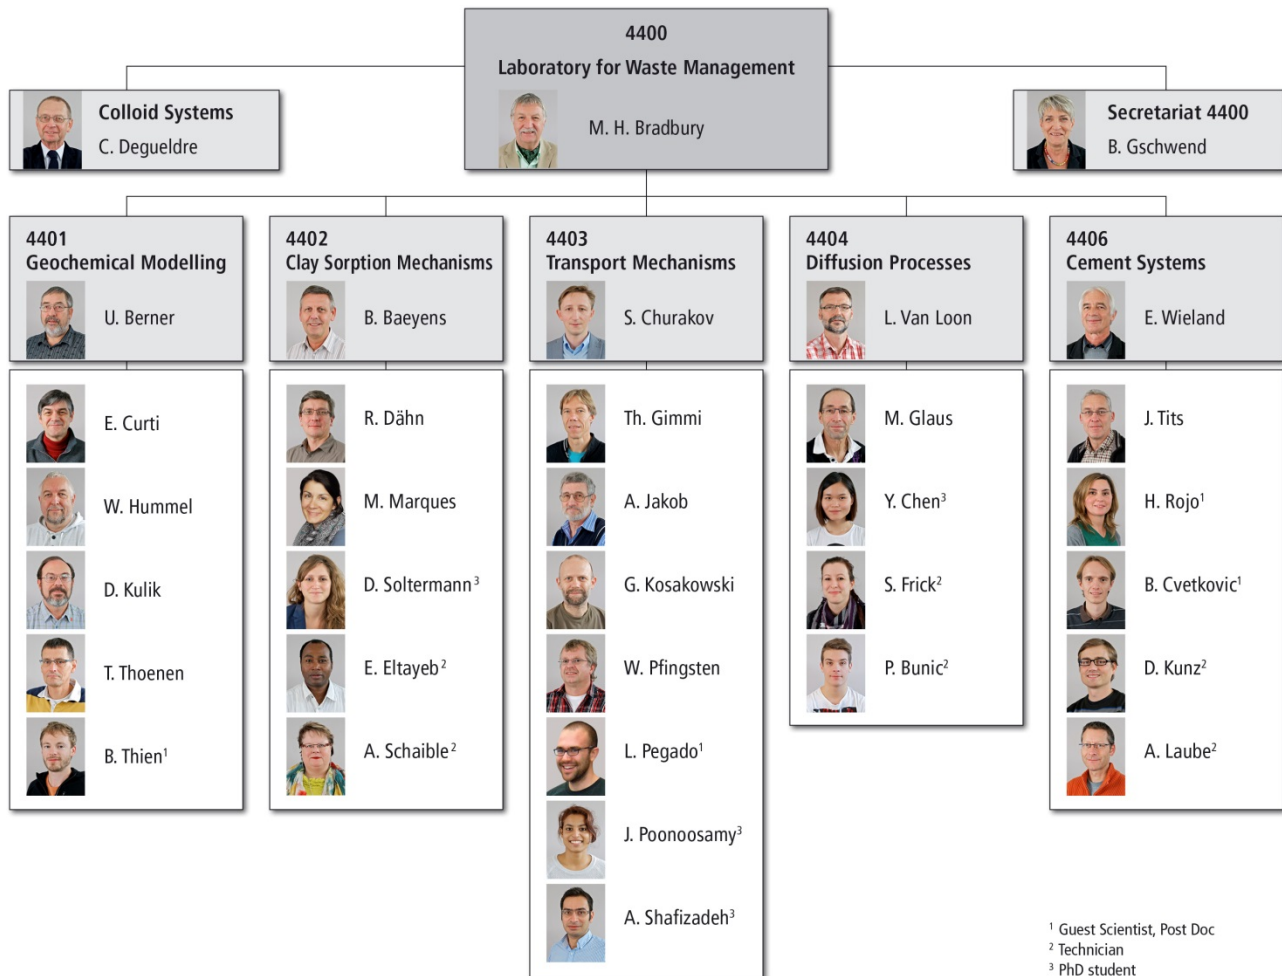 4400
Laboratory for Waste Management
M. H. Bradbury
Colloid Systems
C. Degueldre
Secretariat 4400
B. Gschwend
4401
Geochemical Modelling
U. Berner
E. Curti
W. Hummel
D. Kulik
T. Thoenen
B. Thien¹
4402
Clay Sorption Mechanisms
B. Baeyens
R. Dähn
M. Marques
D. Soltermann³
E. Eltayeb²
A. Schaible²
4403
Transport Mechanisms
S. Churakov
Th. Gimmi
A. Jakob
G. Kosakowski
W. Pfingsten
L. Pegado¹
J. Poonoosamy³
A. Shafizadeh³
4404
Diffusion Processes
L. Van Loon
M. Glaus
Y. Chen³
S. Frick²
P. Bunic²
4406
Cement Systems
E. Wieland
J. Tits
H. Rojo¹
B. Cvetkovic¹
D. Kunz²
A. Laube²
¹ Guest Scientist, Post Doc
² Technician
³ PhD student